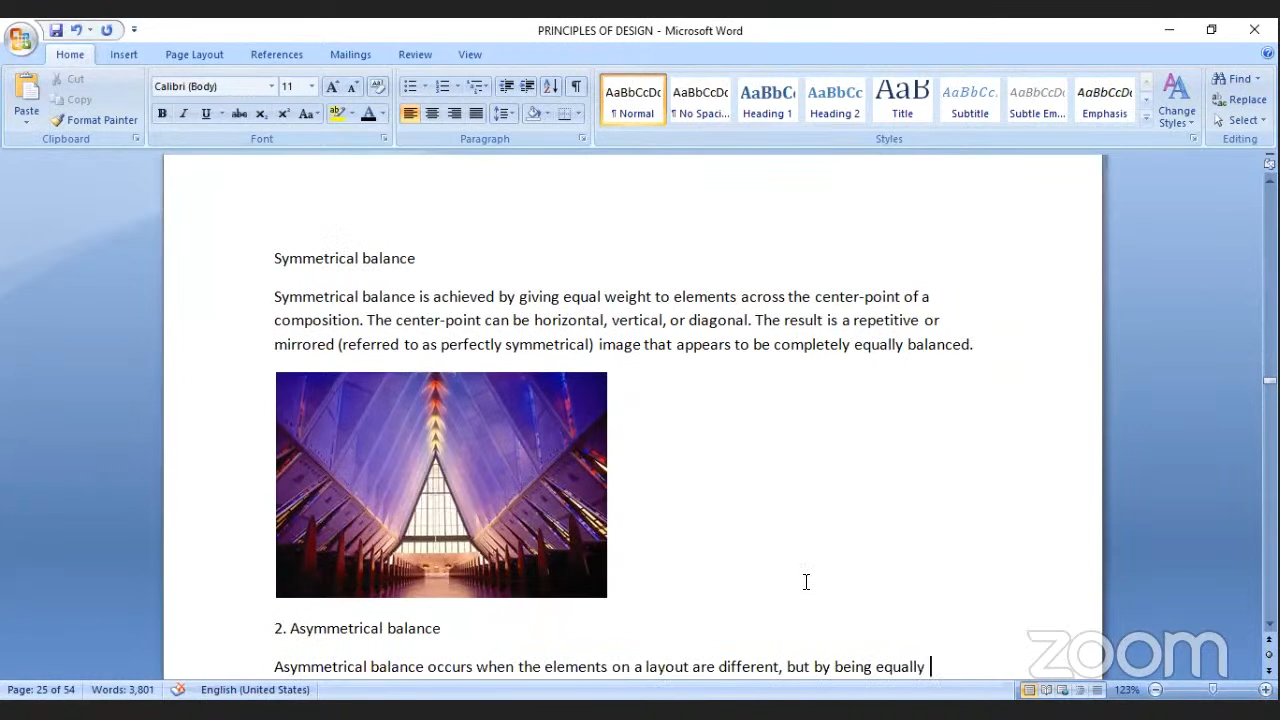 PRINCIPLES OF DESIGN - Microsoft Word
Home Insert Page Layout References Mailings Review View
Paste
Cut
Copy
Format Painter
Clipboard
Calibri (Body) 11
Font
Paragraph
AaBbCcDc AaBbCcDc AaBbCc AaBbCc AaB AaBbCc. AaBbCcDc AaBbCcDc
¶ Normal ¶ No Spaci... Heading 1 Heading 2 Title Subtitle Subtle Em... Emphasis
Change Styles
Styles
Find
Replace
Select
Editing
Symmetrical balance
Symmetrical balance is achieved by giving equal weight to elements across the center-point of a
composition. The center-point can be horizontal, vertical, or diagonal. The result is a repetitive or
mirrored (referred to as perfectly symmetrical) image that appears to be completely equally balanced.
2. Asymmetrical balance
Asymmetrical balance occurs when the elements on a layout are different, but by being equally
zoom
Page: 25 of 54 Words: 3,801 English (United States) 123%